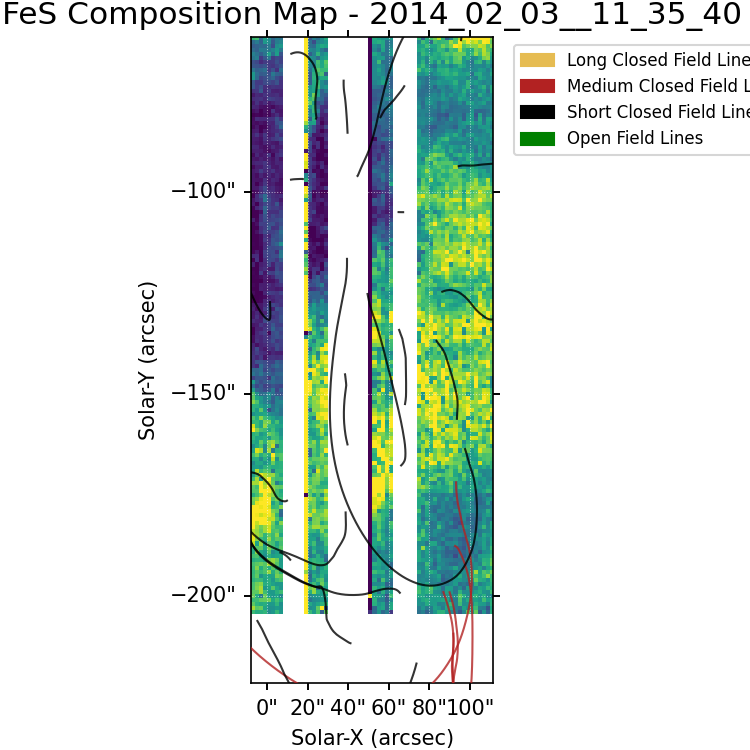 FeS Composition Map - 2014_02_03__11_35_40
Long Closed Field Line
Medium Closed Field L
Short Closed Field Line
Open Field Lines
−100"
−150"
−200"
Solar-Y (arcsec)
0" 20" 40" 60" 80" 100"
Solar-X (arcsec)